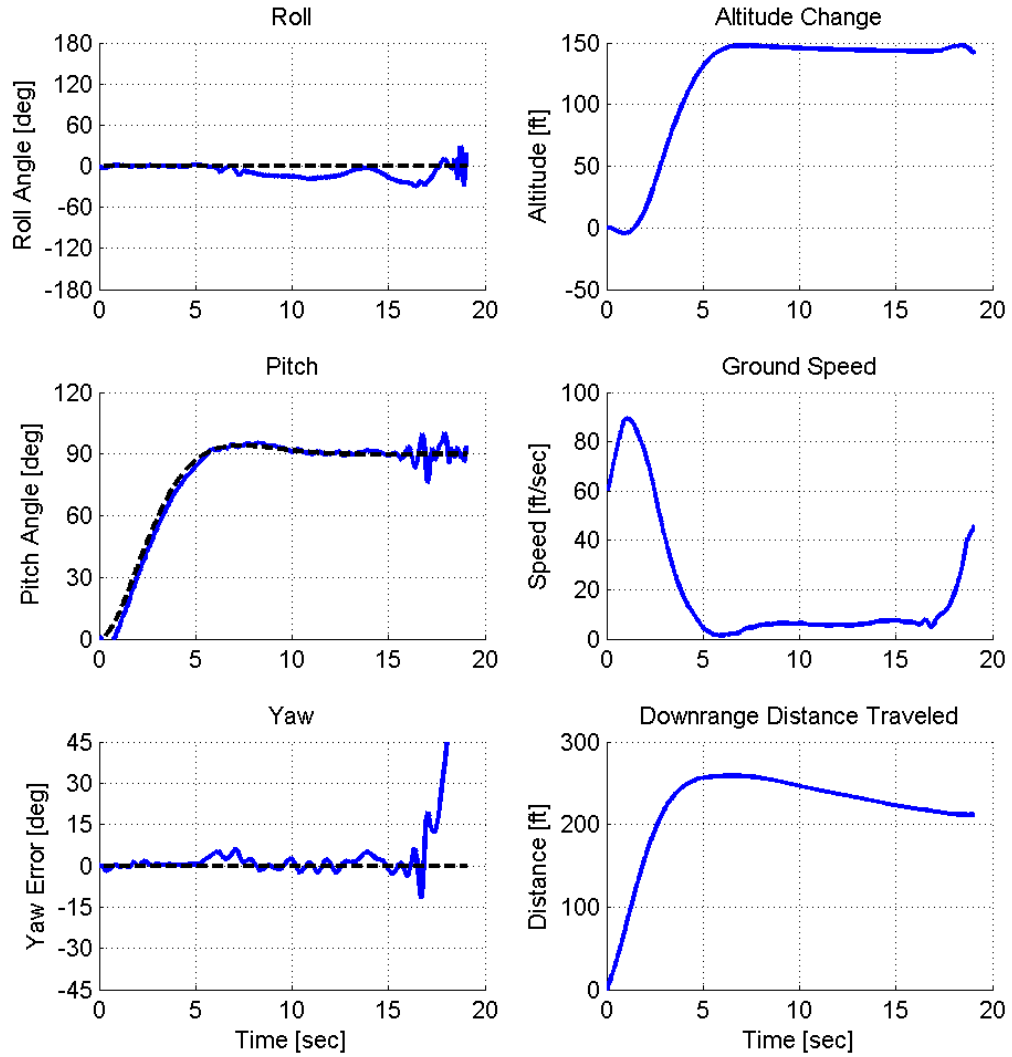 Roll
180
120
60
0
-60
-120
-180
Roll Angle [deg]
0 5 10 15 20
Altitude Change
150
100
50
0
-50
Altitude [ft]
0 5 10 15 20
Pitch
120
90
60
30
0
Pitch Angle [deg]
0 5 10 15 20
Ground Speed
100
80
60
40
20
0
Speed [ft/sec]
0 5 10 15 20
Yaw
45
30
15
0
-15
-30
-45
Yaw Error [deg]
0 5 10 15 20
Time [sec]
Downrange Distance Traveled
300
200
100
0
Distance [ft]
0 5 10 15 20
Time [sec]